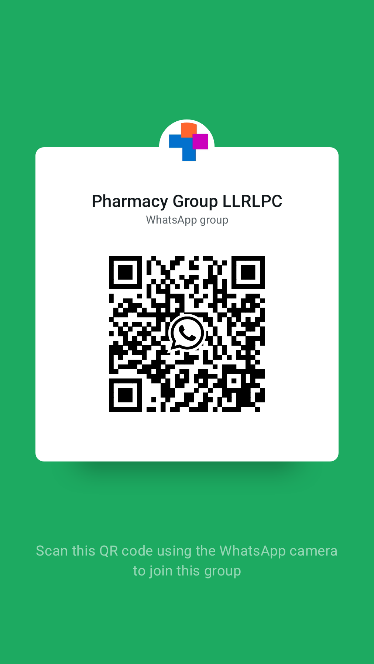 Pharmacy Group LLRLPC
WhatsApp group
Scan this QR code using the WhatsApp camera
to join this group